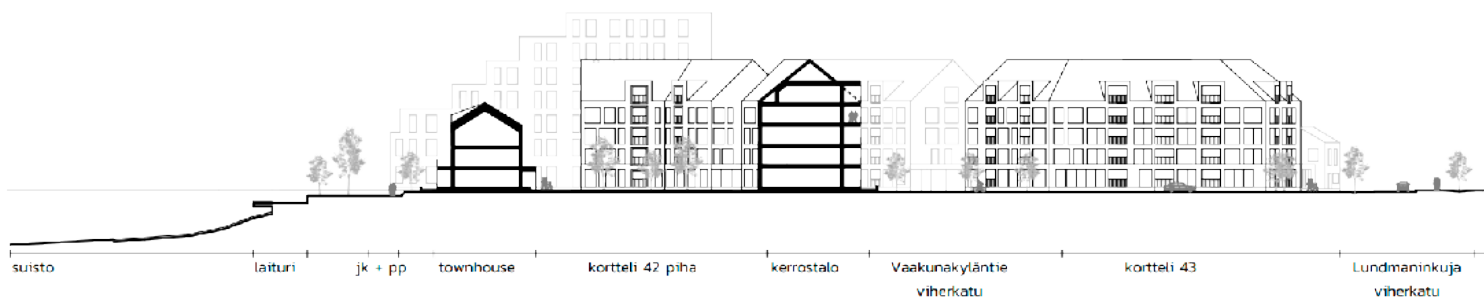 suisto
laituri
jk + pp
townhouse
kortteli 42 piha
kerrostalo
Vaakunakyläntie
viherkatu
kortteli 43
Lundmaninkuja
viherkatu